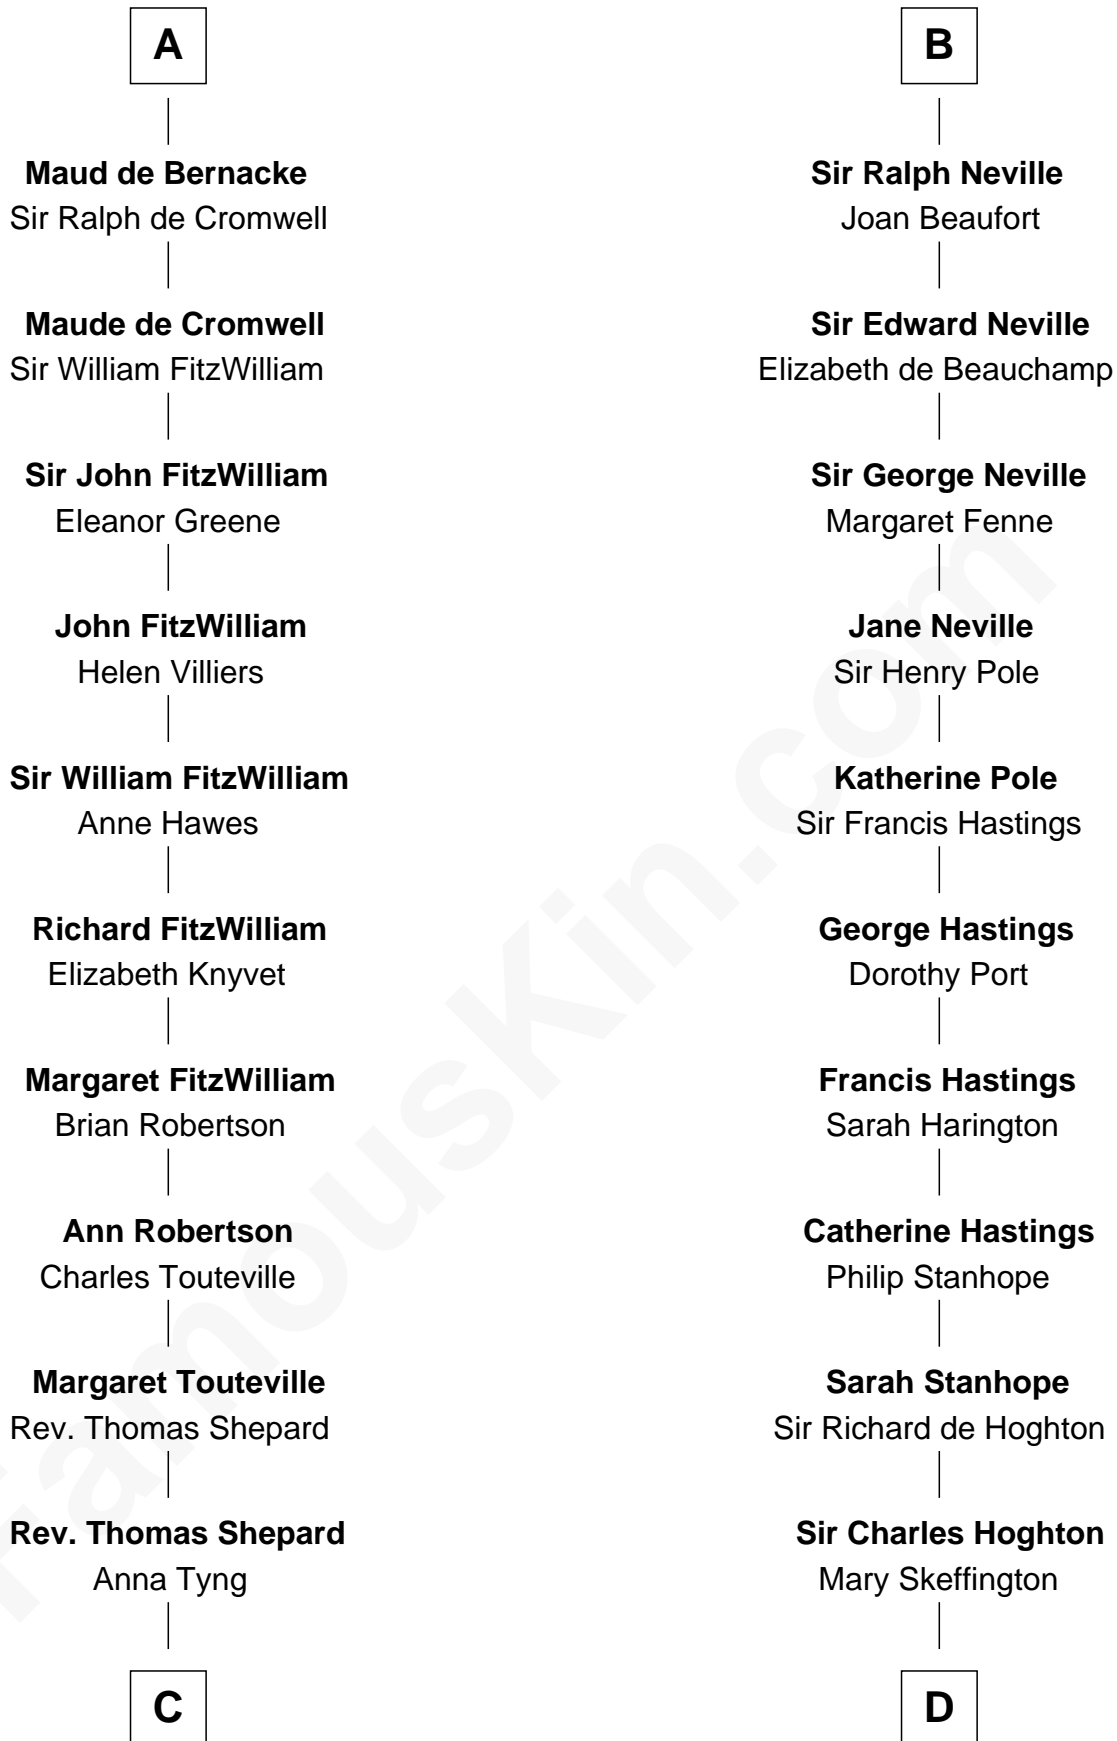 A
Maud de Bernacke
Sir Ralph de Cromwell
Maude de Cromwell
Sir William FitzWilliam
Sir John FitzWilliam
Eleanor Greene
John FitzWilliam
Helen Villiers
Sir William FitzWilliam
Anne Hawes
Richard FitzWilliam
Elizabeth Knyvet
Margaret FitzWilliam
Brian Robertson
Ann Robertson
Charles Touteville
Margaret Touteville
Rev. Thomas Shepard
Rev. Thomas Shepard
Anna Tyng
C
B
Sir Ralph Neville
Joan Beaufort
Sir Edward Neville
Elizabeth de Beauchamp
Sir George Neville
Margaret Fenne
Jane Neville
Sir Henry Pole
Katherine Pole
Sir Francis Hastings
George Hastings
Dorothy Port
Francis Hastings
Sarah Harington
Catherine Hastings
Philip Stanhope
Sarah Stanhope
Sir Richard de Hoghton
Sir Charles Hoghton
Mary Skeffington
D
FamousKin.com